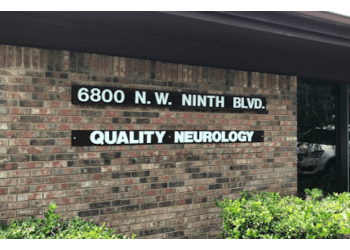 6800 N.W. NINTH BLVD.
QUALITY NEUROLOGY